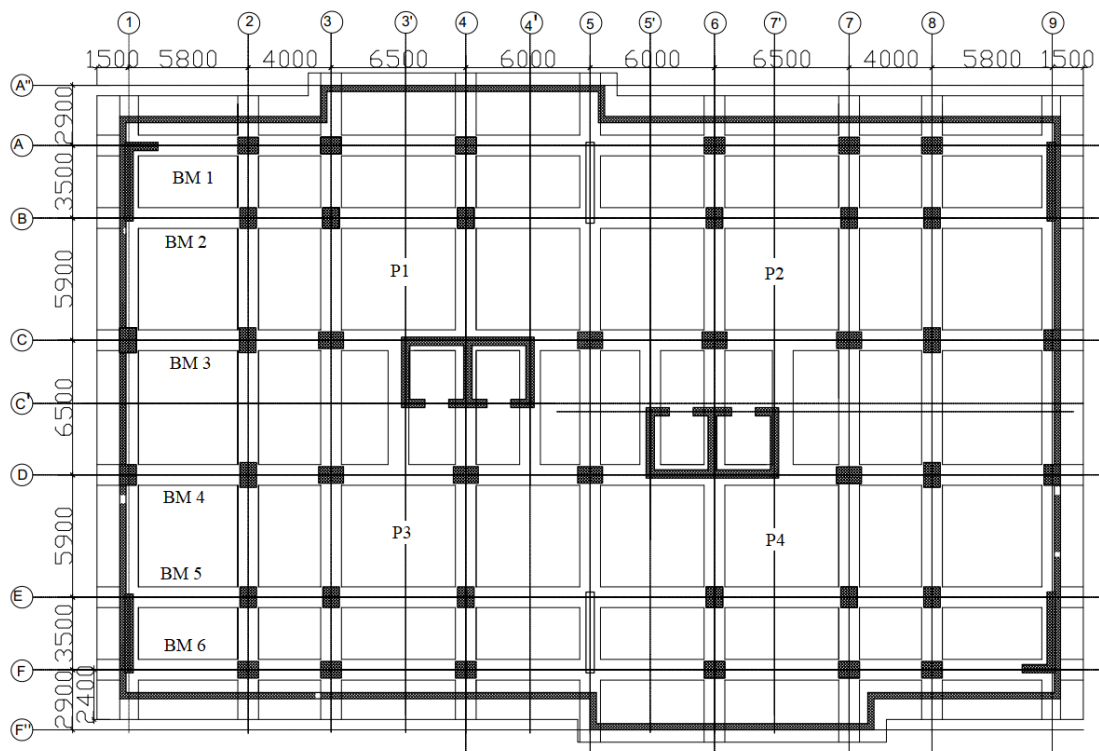 1 2 3 3' 4 4' 5 5' 6 7' 7 8 9
1500 5800 4000 6500 6000 6000 6500 4000 5800 1500
A"
2900
A
3500
BM 1
B
BM 2
5900
P1 P2
C
BM 3
C'
6500
D
BM 4
5900
P3 P4
BM 5
E
3500
BM 6
F
2900
2400
F"